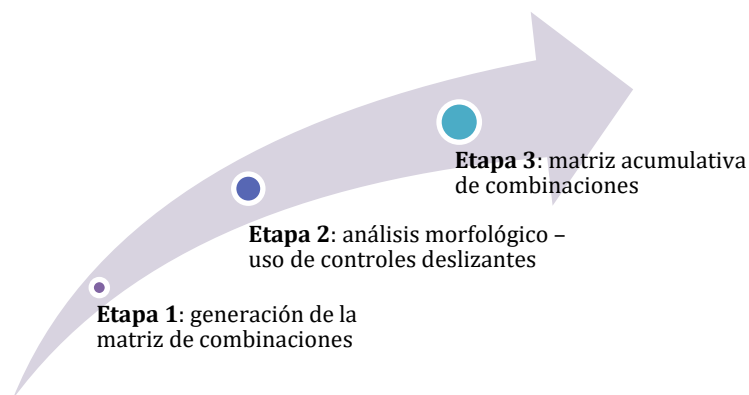 Etapa 3: matriz acumulativa
de combinaciones
Etapa 2: análisis morfológico –
uso de controles deslizantes
Etapa 1: generación de la
matriz de combinaciones